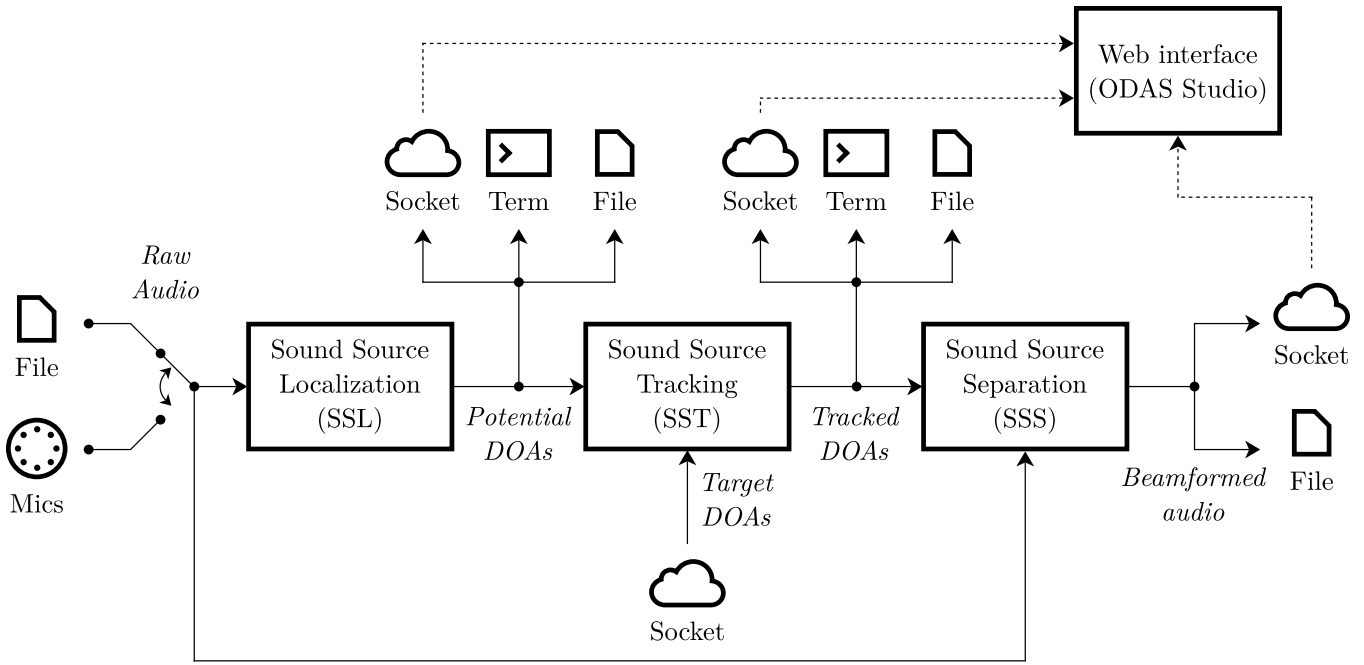 Web interface
(ODAS Studio)
Socket
Term
File
Socket
Term
File
Raw
Audio
File
Mics
Sound Source
Localization
(SSL)
Potential
DOAs
Sound Source
Tracking
(SST)
Target
DOAs
Socket
Tracked
DOAs
Sound Source
Separation
(SSS)
Beamformed
audio
Socket
File